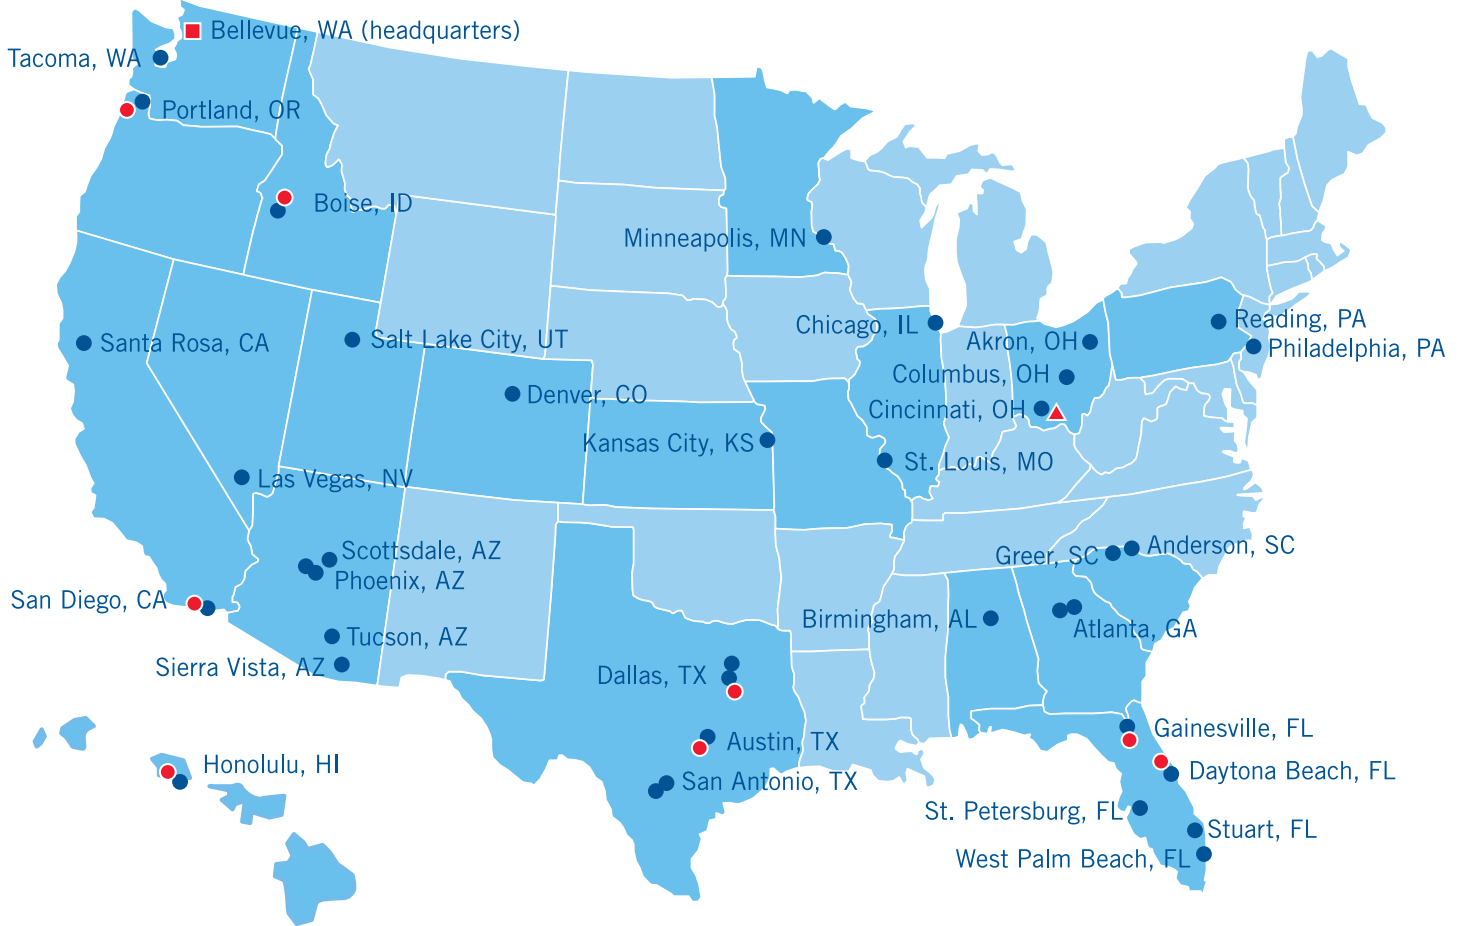 Bellevue, WA (headquarters)
Tacoma, WA
Portland, OR
Boise, ID
Minneapolis, MN
Reading, PA
Chicago, IL
Santa Rosa, CA
Salt Lake City, UT
Akron, OH
Philadelphia, PA
Columbus, OH
Denver, CO
Cincinnati, OH
Kansas City, KS
St. Louis, MO
Las Vegas, NV
Scottsdale, AZ
Anderson, SC
Greer, SC
Phoenix, AZ
San Diego, CA
Birmingham, AL
Atlanta, GA
Tucson, AZ
Sierra Vista, AZ
Dallas, TX
Gainesville, FL
Austin, TX
Honolulu, HI
Daytona Beach, FL
San Antonio, TX
St. Petersburg, FL
Stuart, FL
West Palm Beach, FL